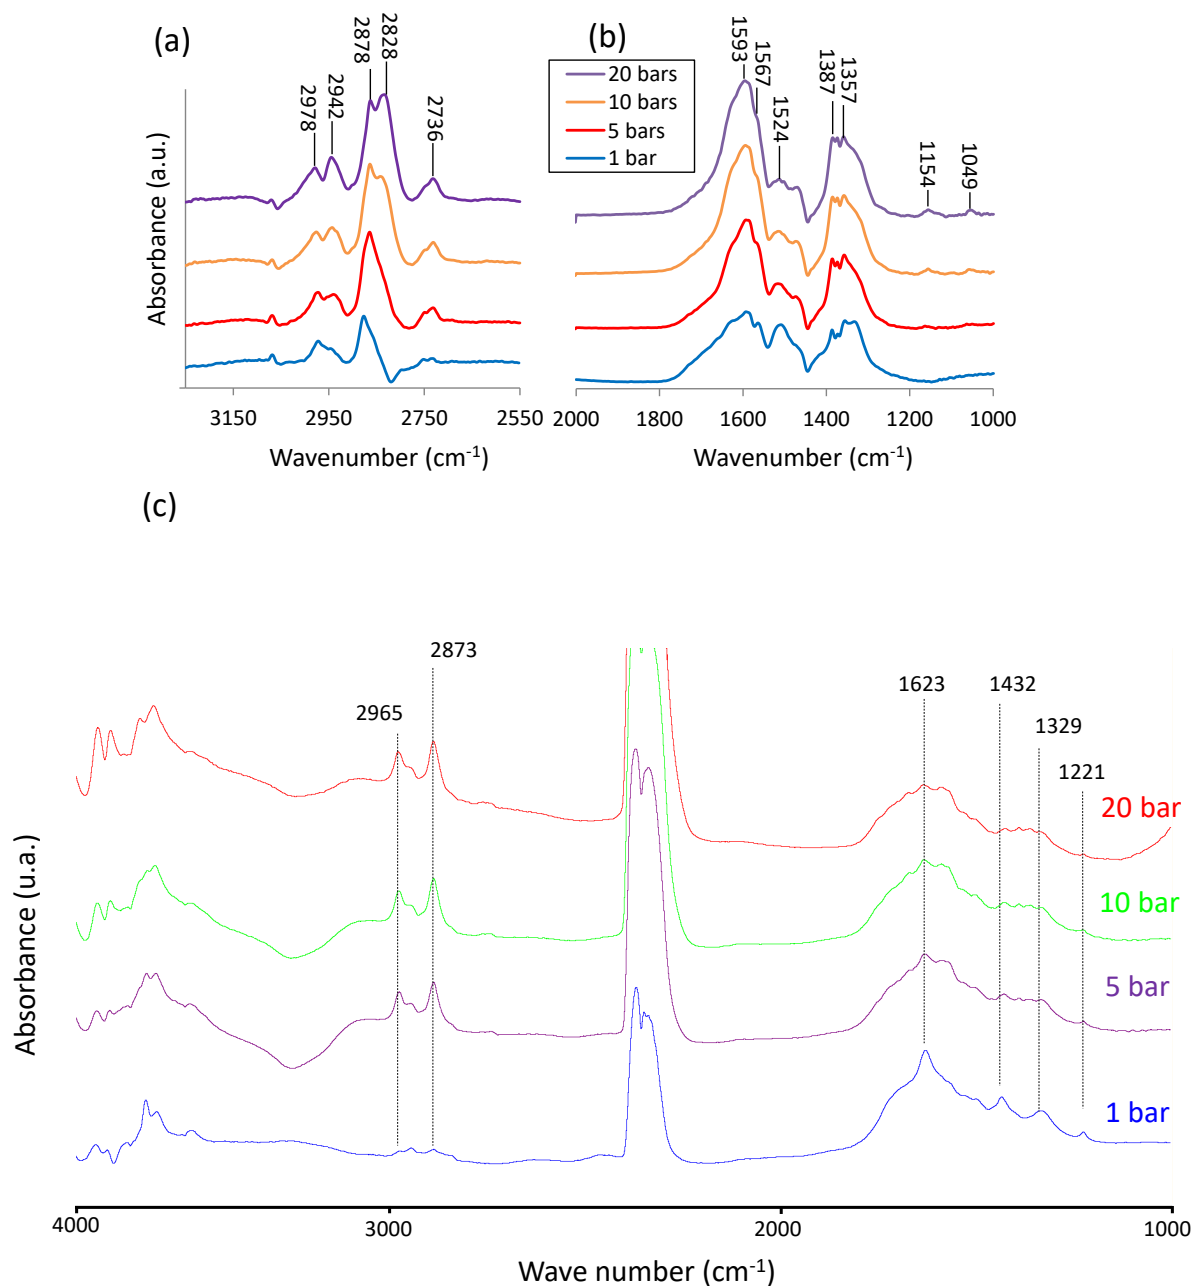 (a)
2978
2942
2878
2828
2736
Absorbance (a.u.)
3150
2950
2750
2550
Wavenumber (cm-1)
(b)
20 bars
10 bars
5 bars
1 bar
1593
1567
1524
1387
1357
1154
1049
2000
1800
1600
1400
1200
1000
Wavenumber (cm-1)
(c)
2965
2873
1623
1432
1329
1221
20 bar
10 bar
5 bar
1 bar
Absorbance (u.a.)
4000
3000
2000
1000
Wave number (cm-1)